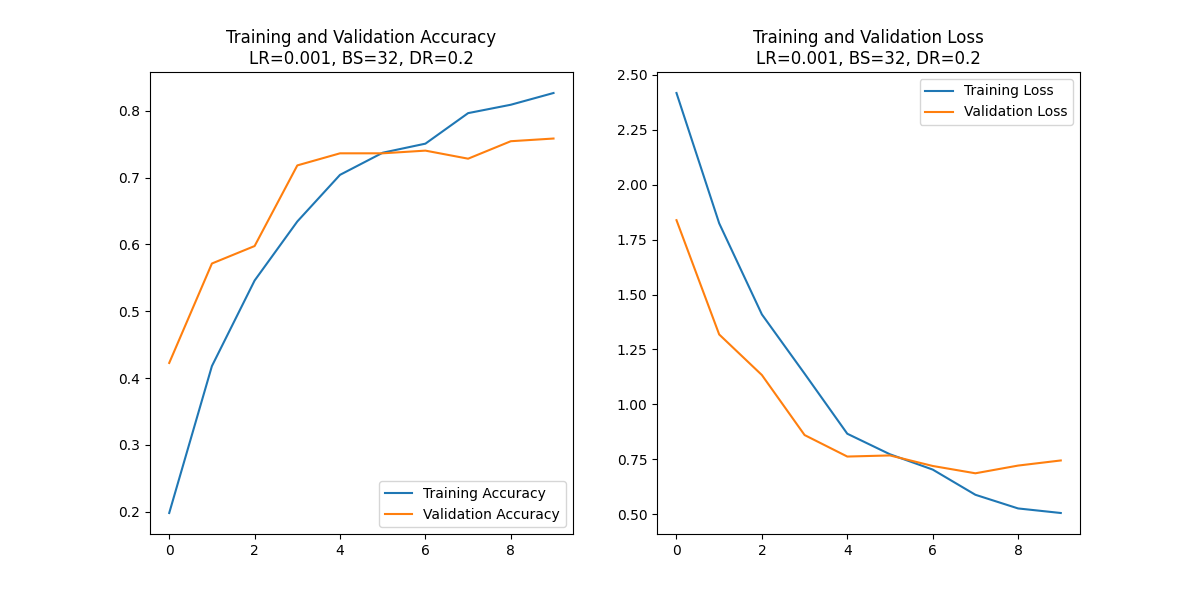 Training and Validation Accuracy
LR=0.001, BS=32, DR=0.2
0.8
0.7
0.6
0.5
0.4
0.3
0.2
0 2 4 6 8
Training Accuracy
Validation Accuracy
Training and Validation Loss
LR=0.001, BS=32, DR=0.2
2.50
2.25
2.00
1.75
1.50
1.25
1.00
0.75
0.50
0 2 4 6 8
Training Loss
Validation Loss